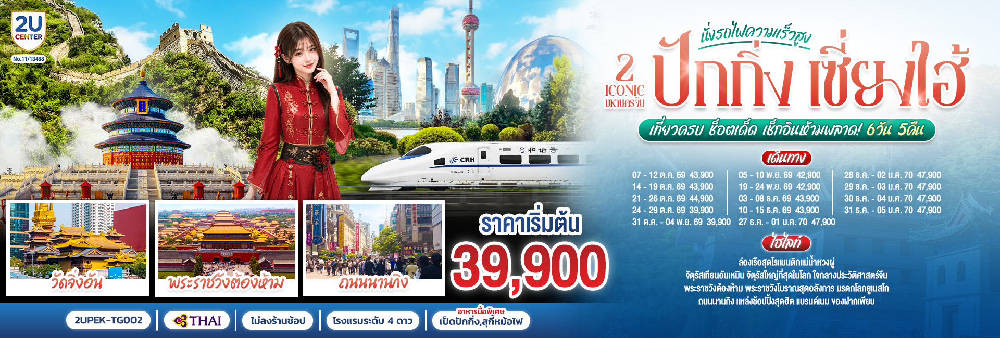 2U
CENTER
No.11/13488
นั่งรถไฟความเร็วสูง
2
ICONIC
มหานครจีน
ปักกิ่ง เซี่ยงไฮ้
เที่ยวครบ ช็อตเด็ด เช็กอินห้ามพลาด! 6วัน 5คืน
เดินทาง
07 - 12 ต.ค. 69 43,900
14 - 19 ต.ค. 69 43,900
21 - 26 ต.ค. 69 44,900
24 - 29 ต.ค. 69 39,900
31 ต.ค. - 04 พ.ย. 69 39,900
05 - 10 พ.ย. 69 42,900
19 - 24 พ.ย. 69 42,900
03 - 08 ธ.ค. 69 43,900
10 - 15 ธ.ค. 69 43,900
27 ธ.ค. - 01 ม.ค. 70 47,900
28 ธ.ค. - 02 ม.ค. 70 47,900
29 ธ.ค. - 03 ม.ค. 70 47,900
30 ธ.ค. - 04 ม.ค. 70 47,900
31 ธ.ค. - 05 ม.ค. 70 47,900
ไฮไลท์
ล่องเรือสุดโรแมนติกแม่น้ำหวงผู่
จัตุรัสเทียนอันเหมิน จัตุรัสใหญ่ที่สุดในโลก ใจกลางประวัติศาสตร์จีน
พระราชวังต้องห้าม พระราชวังโบราณสุดอลังการ มรดกโลกยูเนสโก
ถนนนานกิง แหล่งช้อปปิ้งสุดฮิต แบรนด์เนม ของฝากเพียบ
CRH
和谐号
วัดจิ้งอัน
พระราชวังต้องห้าม
ถนนนานกิง
ราคาเริ่มต้น
39,900
2UPEK-TG002
THAI
ไม่ลงร้านช้อป
โรงแรมระดับ 4 ดาว
อาหารมื้อพิเศษ
เป็ดปักกิ่ง,สุกี้หม้อไฟ